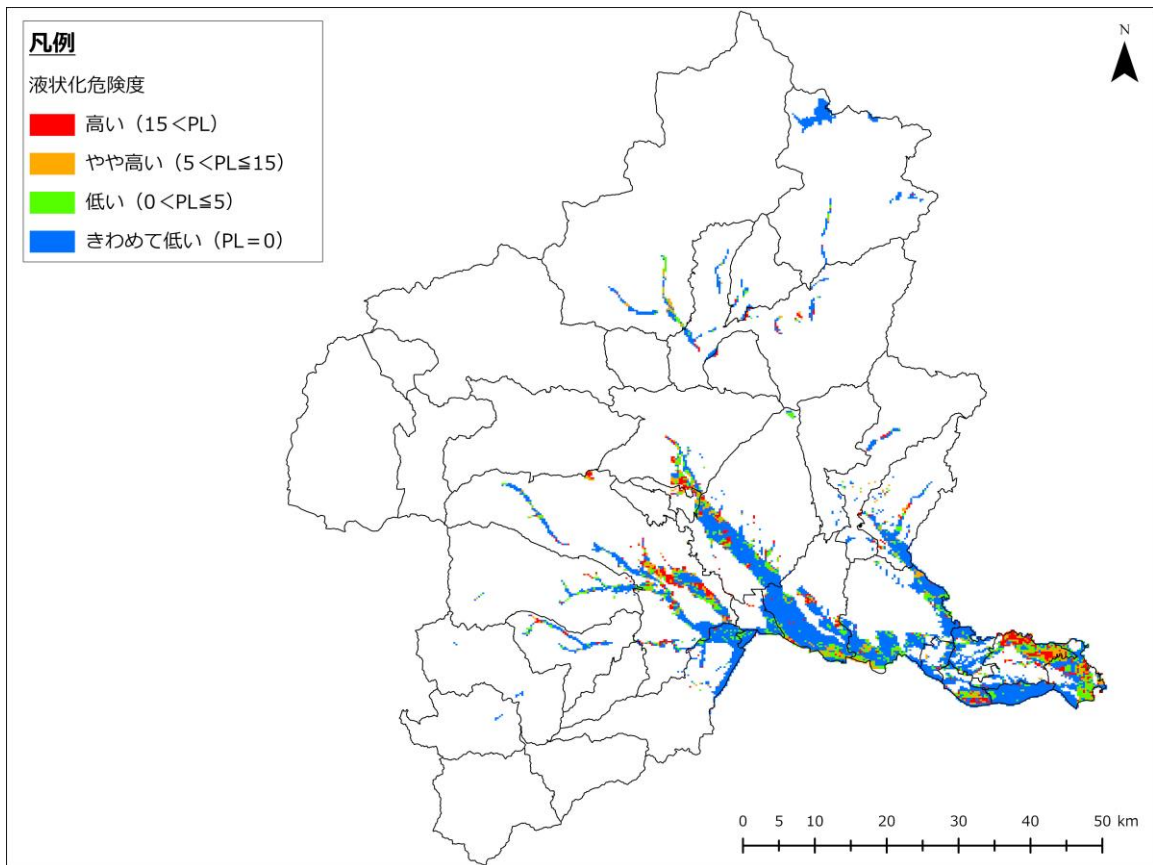 凡例
液状化危険度
高い（15＜PL）
やや高い（5＜PL≦15）
低い（0＜PL≦5）
きわめて低い（PL＝0）
N
0 5 10 20 30 40 50 km